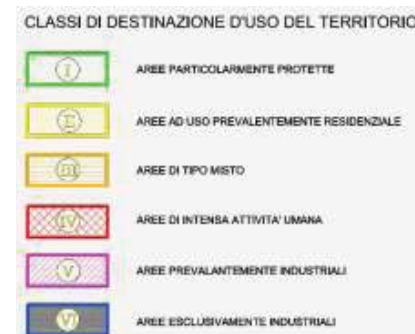 CLASSI DI DESTINAZIONE D'USO DEL TERRITORIO
I AREE PARTICOLARMENTE PROTETTE
II AREE AD USO PREVALENTEMENTE RESIDENZIALE
III AREE DI TIPO MISTO
IV AREE DI INTENSA ATTIVITA' UMANA
V AREE PREVALANTEMENTE INDUSTRIALI
VI AREE ESCLUSIVAMENTE INDUSTRIALI